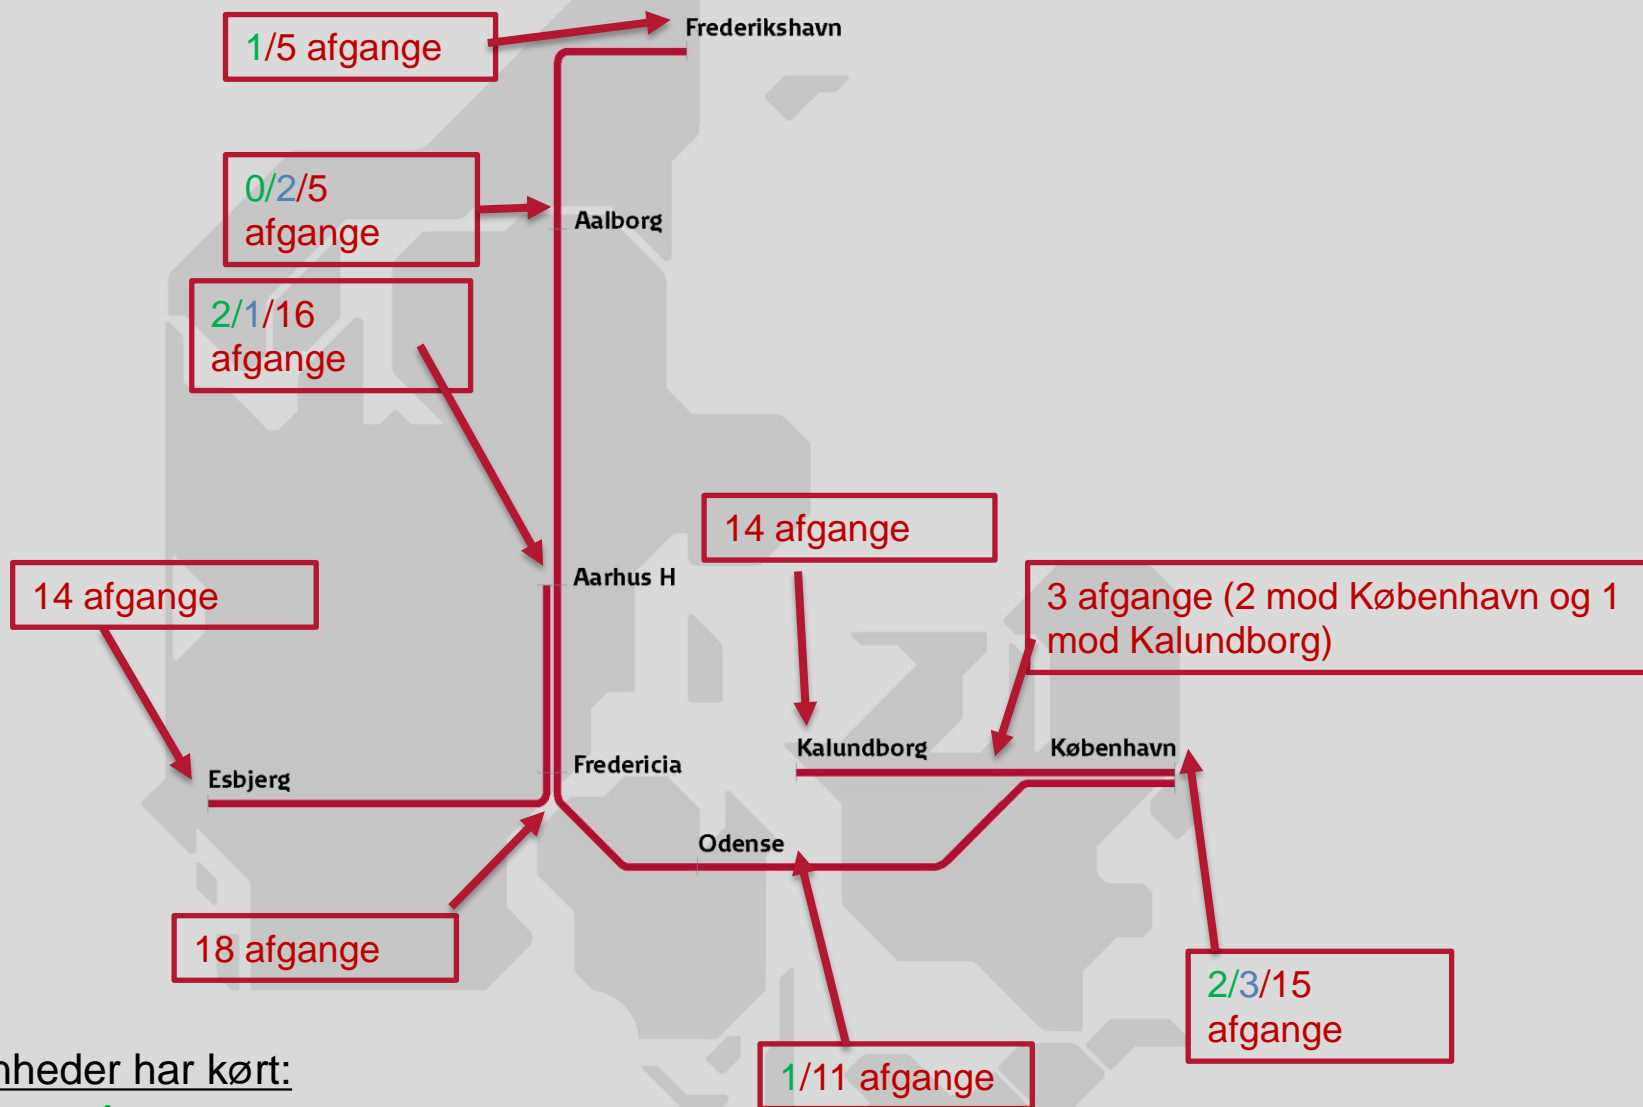 Frederikshavn
1/5 afgange
0/2/5
afgange
Aalborg
2/1/16
afgange
14 afgange
Aarhus H
14 afgange
3 afgange (2 mod København og 1
mod Kalundborg)
Kalundborg
København
Fredericia
Esbjerg
Odense
18 afgange
2/3/15
afgange
har kørt:
1/11 afgange